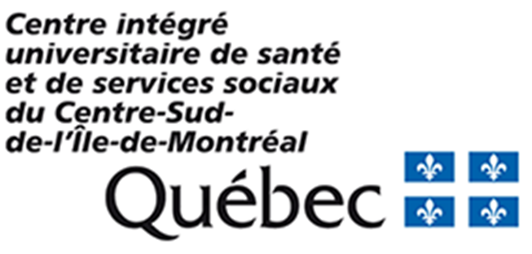 Centre intégré
universitaire de santé
et de services sociaux
du Centre-Sud-
de-l'Île-de-Montréal
Québec